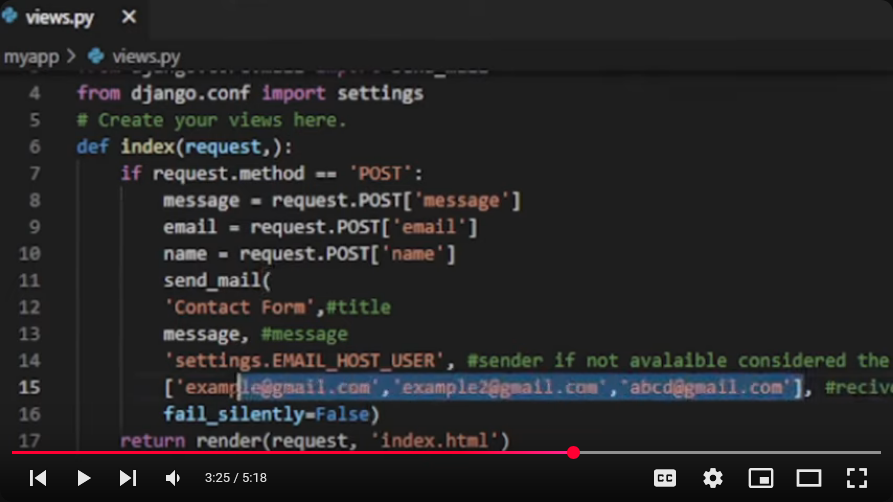 views.py
myapp > views.py
4 from django.conf import settings
5 # Create your views here.
6 def index(request,):
7 if request.method == 'POST':
8 message = request.POST['message']
9 email = request.POST['email']
10 name = request.POST['name']
11 send_mail(
12 'Contact Form',#title
13 message, #message
14 'settings.EMAIL_HOST_USER', #sender if not avalaible considered the
15 ['example@gmail.com','example2@gmail.com','abcd@gmail.com'], #recive
16 fail_silently=False)
17 return render(request, 'index.html')
3:25 / 5:18
CC